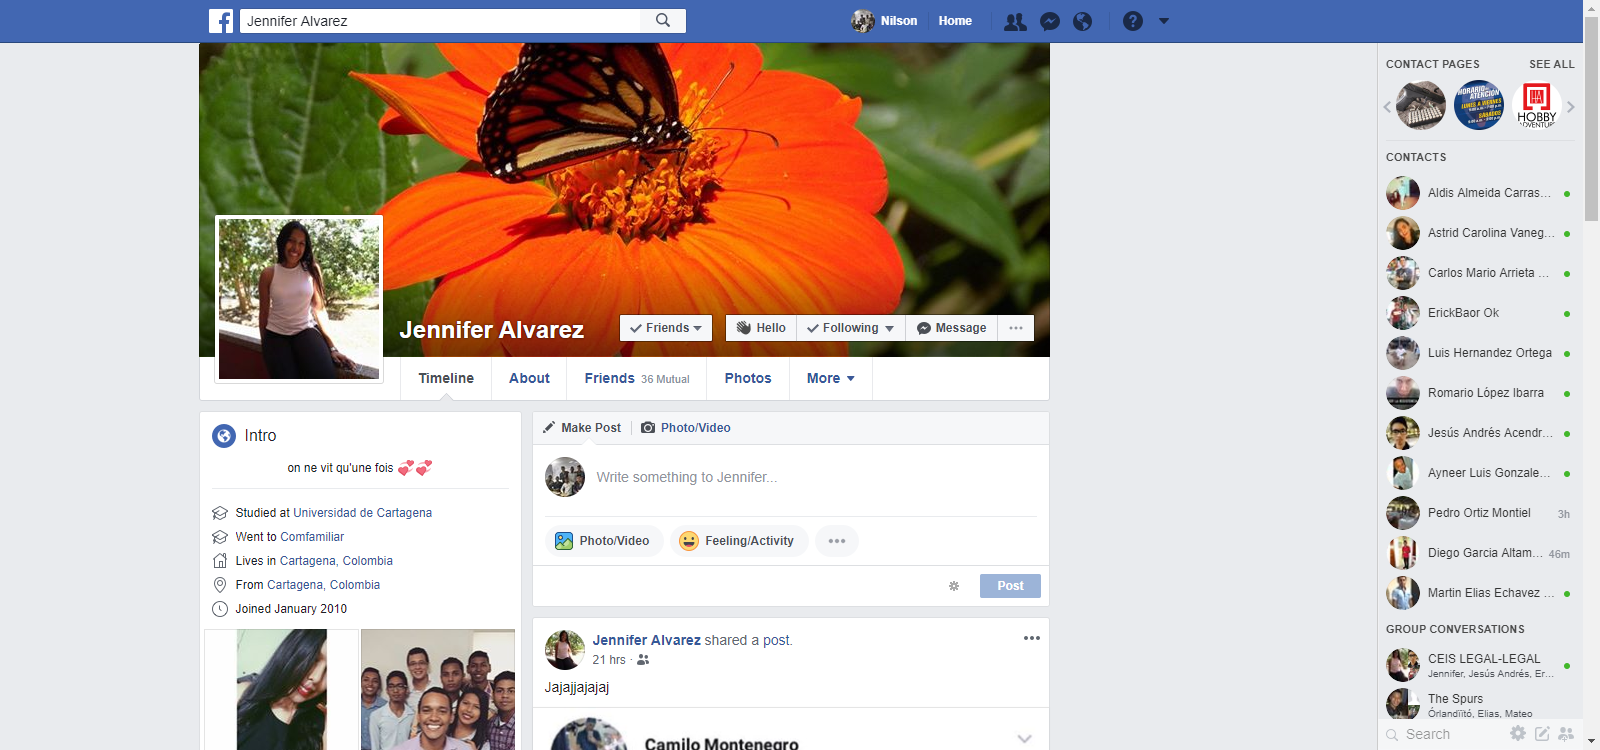 Jennifer Alvarez
Nilson
Home
Jennifer Alvarez
Friends
Hello
Following
Message
Timeline
About
Friends 36 Mutual
Photos
More
Intro
on ne vit qu'une fois
Studied at Universidad de Cartagena
Went to Comfamiliar
Lives in Cartagena, Colombia
From Cartagena, Colombia
Joined January 2010
Make Post
Photo/Video
Write something to Jennifer...
Photo/Video
Feeling/Activity
Post
Jennifer Alvarez shared a post.
21 hrs ·
Jajajjajajaj
Camilo Montenegro
CONTACT PAGES
SEE ALL
HORARIO DE
ATENCIÓN
LUNES A VIERNES
SÁBADOS
HOBBY
ADVENTURE
CONTACTS
Aldis Almeida Carras...
Astrid Carolina Vaneg...
Carlos Mario Arrieta ...
ErickBaor Ok
Luis Hernandez Ortega
Romario López Ibarra
Jesús Andrés Acendr...
Ayneer Luis Gonzale...
Pedro Ortiz Montiel 3h
Diego Garcia Altam... 46m
Martin Elias Echavez ...
GROUP CONVERSATIONS
CEIS LEGAL-LEGAL
Jennifer, Jesús Andrés, Er...
The Spurs
Órlandïïtó, Elias, Mateo
Search